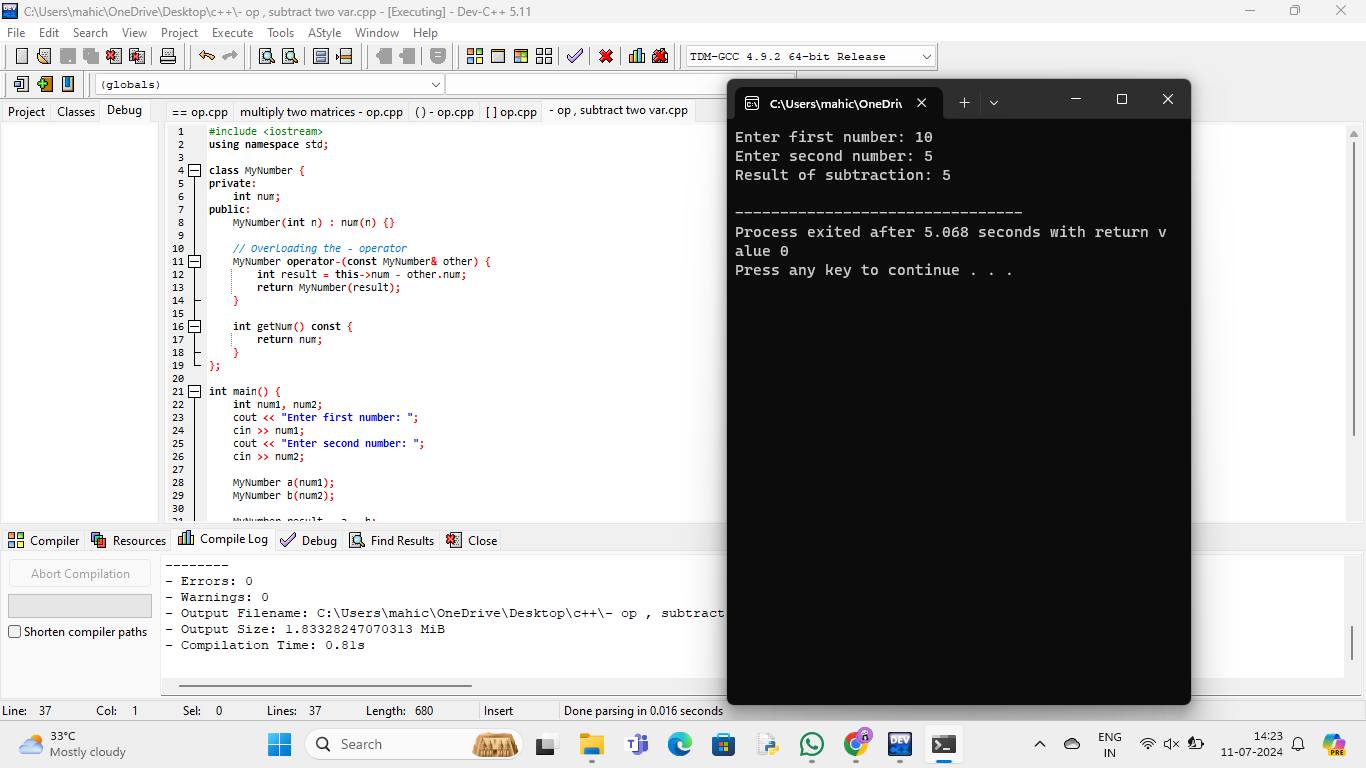 C:\Users\mahic\OneDrive\Desktop\c++\- op , subtract two var.cpp - [Executing] - Dev-C++ 5.11
File Edit Search View Project Execute Tools AStyle Window Help
TDM-GCC 4.9.2 64-bit Release
(globals)
Project Classes Debug
== op.cpp multiply two matrices - op.cpp () - op.cpp [ ] op.cpp - op , subtract two var.cpp
1 #include <iostream>
2 using namespace std;
3
4 class MyNumber {
5 private:
6 int num;
7 public:
8 MyNumber(int n) : num(n) {}
9
10 // Overloading the - operator
11 MyNumber operator-(const MyNumber& other) {
12 int result = this->num - other.num;
13 return MyNumber(result);
14 }
15
16 int getNum() const {
17 return num;
18 }
19 };
20
21 int main() {
22 int num1, num2;
23 cout << "Enter first number: ";
24 cin >> num1;
25 cout << "Enter second number: ";
26 cin >> num2;
27
28 MyNumber a(num1);
29 MyNumber b(num2);
30
31 MyNumber result = a - b;
C:\Users\mahic\OneDri
Enter first number: 10
Enter second number: 5
Result of subtraction: 5
--------------------------------
Process exited after 5.068 seconds with return v
alue 0
Press any key to continue . . .
Compiler Resources Compile Log Debug Find Results Close
Abort Compilation
Shorten compiler paths
--------
- Errors: 0
- Warnings: 0
- Output Filename: C:\Users\mahic\OneDrive\Desktop\c++\- op , subtract
- Output Size: 1.83328247070313 MiB
- Compilation Time: 0.81s
Line: 37 Col: 1 Sel: 0 Lines: 37 Length: 680 Insert Done parsing in 0.016 seconds
33°C
Mostly cloudy
Search
DEV
PRE
ENG
IN
14:23
11-07-2024